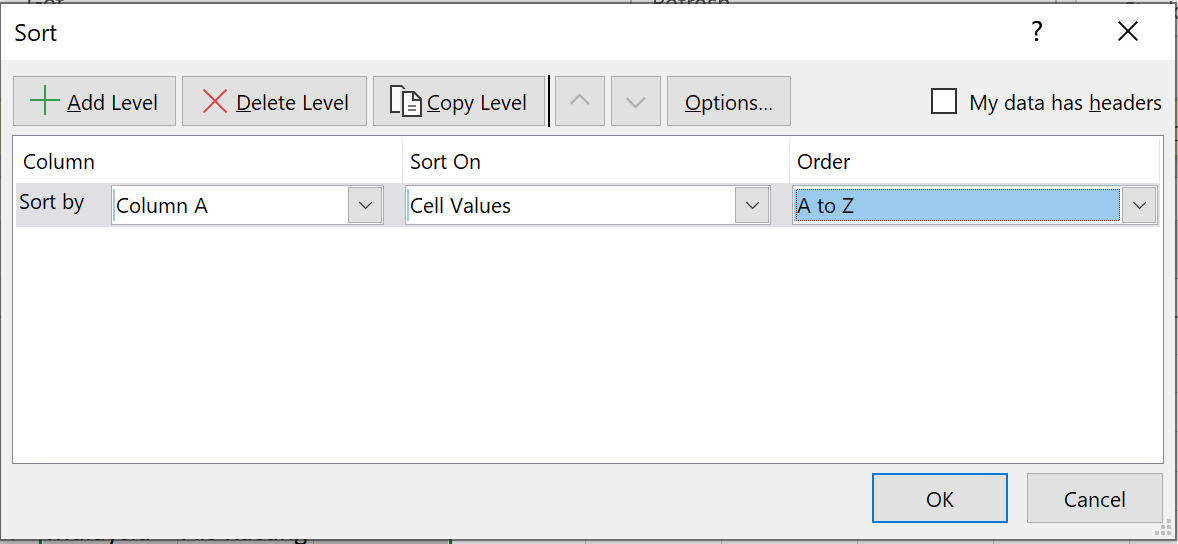 Sort
?
Add Level Delete Level Copy Level Options... My data has headers
Column Sort On Order
Sort by Column A Cell Values A to Z
OK Cancel